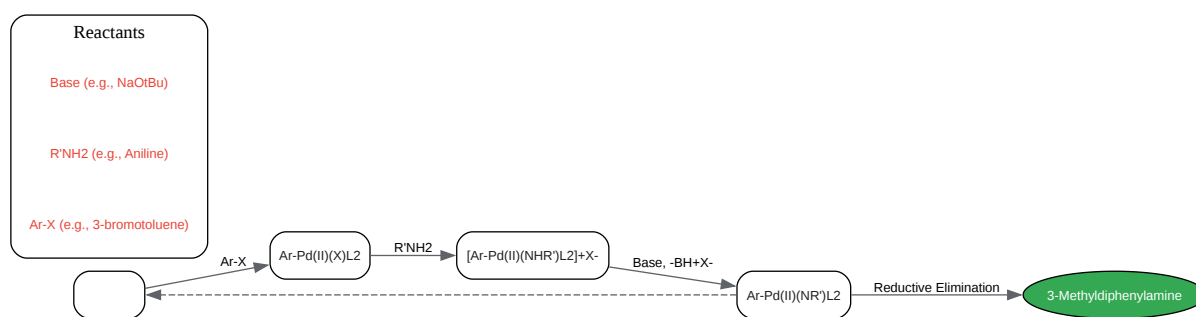 Reactants
Base (e.g., NaOtBu)
R'NH2 (e.g., Aniline)
Ar-X (e.g., 3-bromotoluene)
Ar-X
Ar-Pd(II)(X)L2
R'NH2
[Ar-Pd(II)(NHR')L2]+X-
Base, -BH+X-
Ar-Pd(II)(NR')L2
Reductive Elimination
3-Methyldiphenylamine